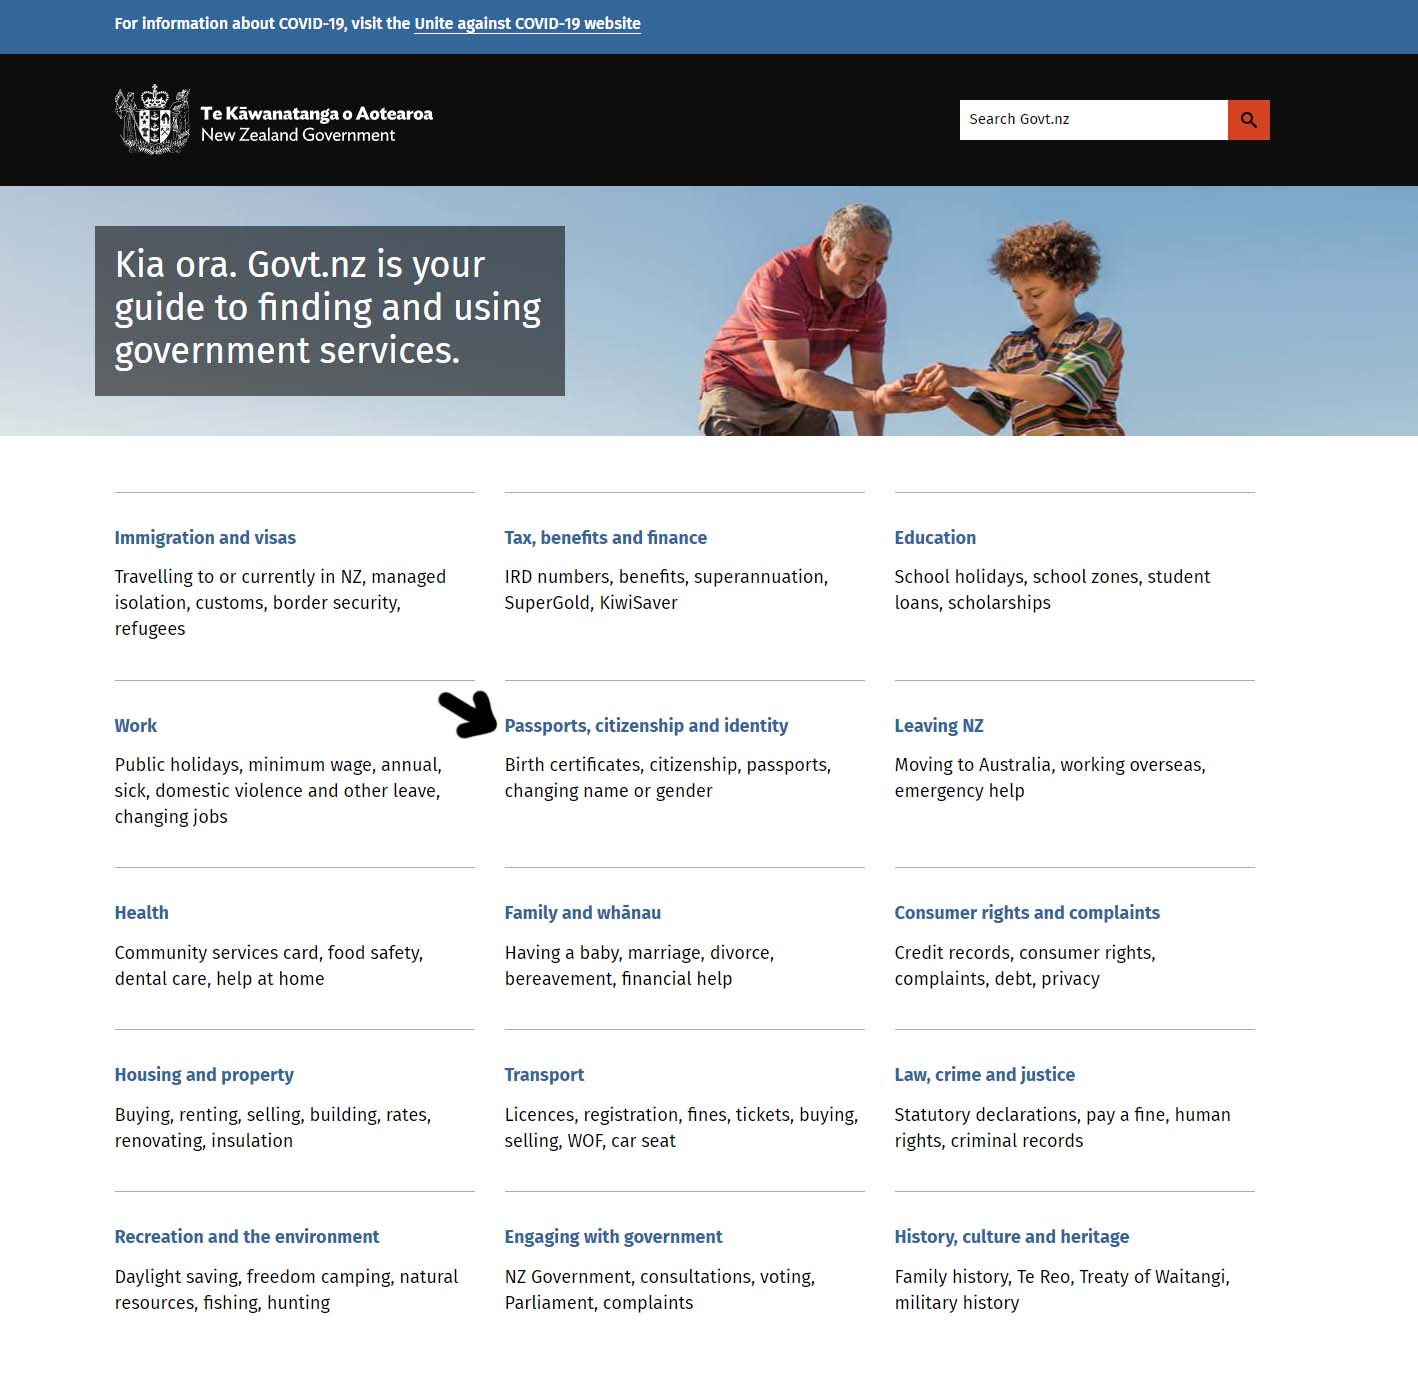 For information about COVID-19, visit the Unite against COVID-19 website
Te Kāwanatanga o Aotearoa
New Zealand Government
Search Govt.nz
Kia ora. Govt.nz is your
guide to finding and using
government services.
Immigration and visas
Travelling to or currently in NZ, managed
isolation, customs, border security,
refugees
Tax, benefits and finance
IRD numbers, benefits, superannuation,
SuperGold, KiwiSaver
Education
School holidays, school zones, student
loans, scholarships
Work
Public holidays, minimum wage, annual,
sick, domestic violence and other leave,
changing jobs
Passports, citizenship and identity
Birth certificates, citizenship, passports,
changing name or gender
Leaving NZ
Moving to Australia, working overseas,
emergency help
Health
Community services card, food safety,
dental care, help at home
Family and whānau
Having a baby, marriage, divorce,
bereavement, financial help
Consumer rights and complaints
Credit records, consumer rights,
complaints, debt, privacy
Housing and property
Buying, renting, selling, building, rates,
renovating, insulation
Transport
Licences, registration, fines, tickets, buying,
selling, WOF, car seat
Law, crime and justice
Statutory declarations, pay a fine, human
rights, criminal records
Recreation and the environment
Daylight saving, freedom camping, natural
resources, fishing, hunting
Engaging with government
NZ Government, consultations, voting,
Parliament, complaints
History, culture and heritage
Family history, Te Reo, Treaty of Waitangi,
military history